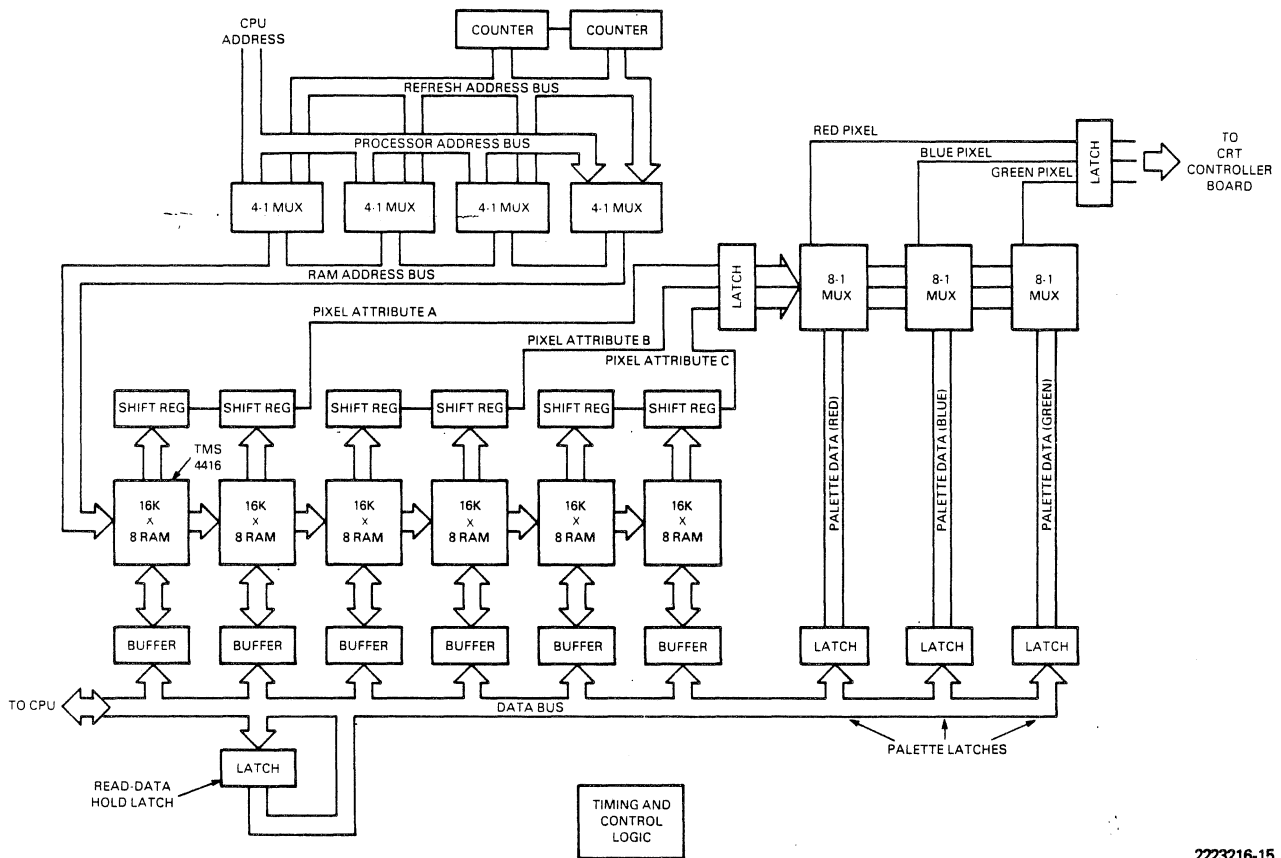 CPU
ADDRESS
COUNTER
COUNTER
REFRESH ADDRESS BUS
PROCESSOR ADDRESS BUS
4-1 MUX
4-1 MUX
4-1 MUX
4-1 MUX
RAM ADDRESS BUS
RED PIXEL
BLUE PIXEL
GREEN PIXEL
LATCH
TO
CRT
CONTROLLER
BOARD
LATCH
8-1
MUX
8-1
MUX
8-1
MUX
PIXEL ATTRIBUTE A
PIXEL ATTRIBUTE B
PIXEL ATTRIBUTE C
SHIFT REG
SHIFT REG
SHIFT REG
SHIFT REG
SHIFT REG
SHIFT REG
TMS
4416
16K
X
8 RAM
16K
X
8 RAM
16K
X
8 RAM
16K
X
8 RAM
16K
X
8 RAM
16K
X
8 RAM
PALETTE DATA (RED)
PALETTE DATA (BLUE)
PALETTE DATA (GREEN)
BUFFER
BUFFER
BUFFER
BUFFER
BUFFER
BUFFER
LATCH
LATCH
LATCH
TO CPU
DATA BUS
PALETTE LATCHES
LATCH
READ-DATA
HOLD LATCH
TIMING AND
CONTROL
LOGIC
2223216-15